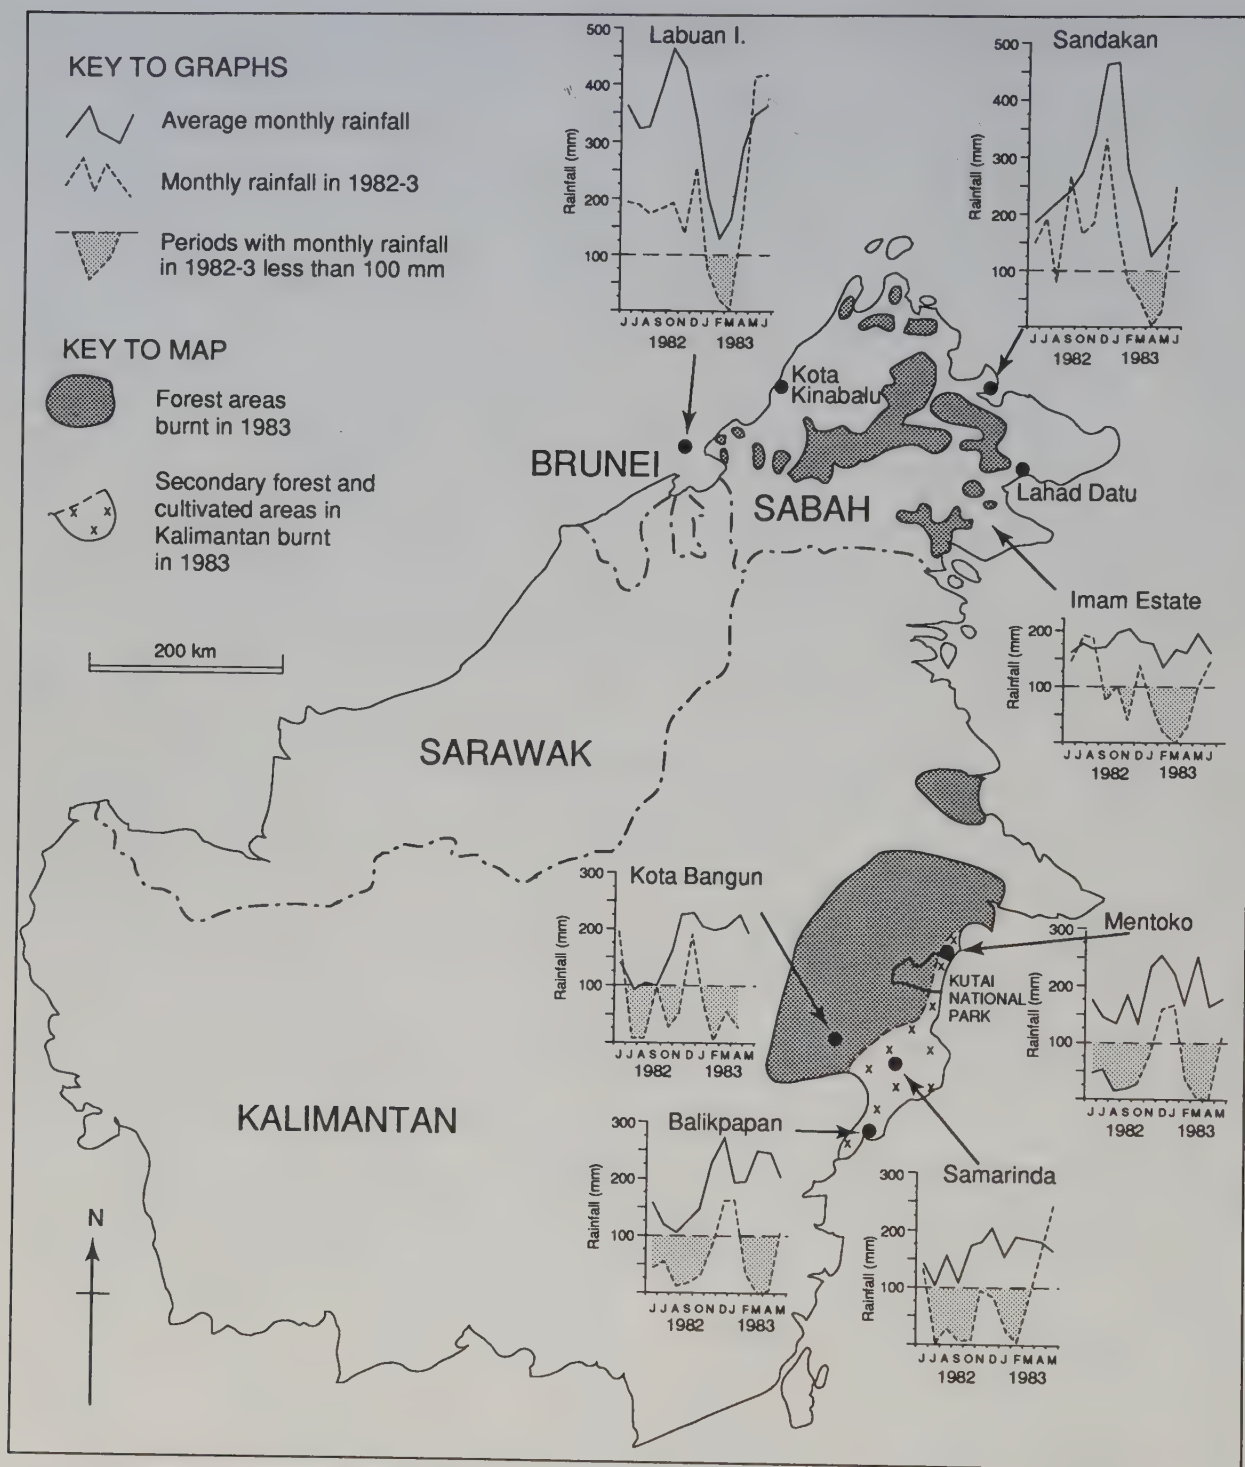 KEY TO GRAPHS
Average monthly rainfall
Monthly rainfall in 1982-3
Periods with monthly rainfall
in 1982-3 less than 100 mm
KEY TO MAP
Forest areas
burnt in 1983
Secondary forest and
cultivated areas in
Kalimantan burnt
in 1983
200 km
Labuan I.
Rainfall (mm)
500
400
300
200
100
J J A S O N D J F M A M J
1982 1983
Sandakan
Rainfall (mm)
500
400
300
200
100
J J A S O N D J F M A M J
1982 1983
Kota
Kinabalu
BRUNEI
SABAH
Lahad Datu
Imam Estate
Rainfall (mm)
200
100
J J A S O N D J F M A M J
1982 1983
SARAWAK
Kota Bangun
Rainfall (mm)
300
200
100
J J A S O N D J F M A M
1982 1983
Mentoko
Rainfall (mm)
300
200
100
J J A S O N D J F M A M
1982 1983
KUTAI
NATIONAL
PARK
KALIMANTAN
Balikpapan
Rainfall (mm)
300
200
100
J J A S O N D J F M A M
1982 1983
Samarinda
Rainfall (mm)
300
200
100
J J A S O N D J F M A M
1982 1983
N